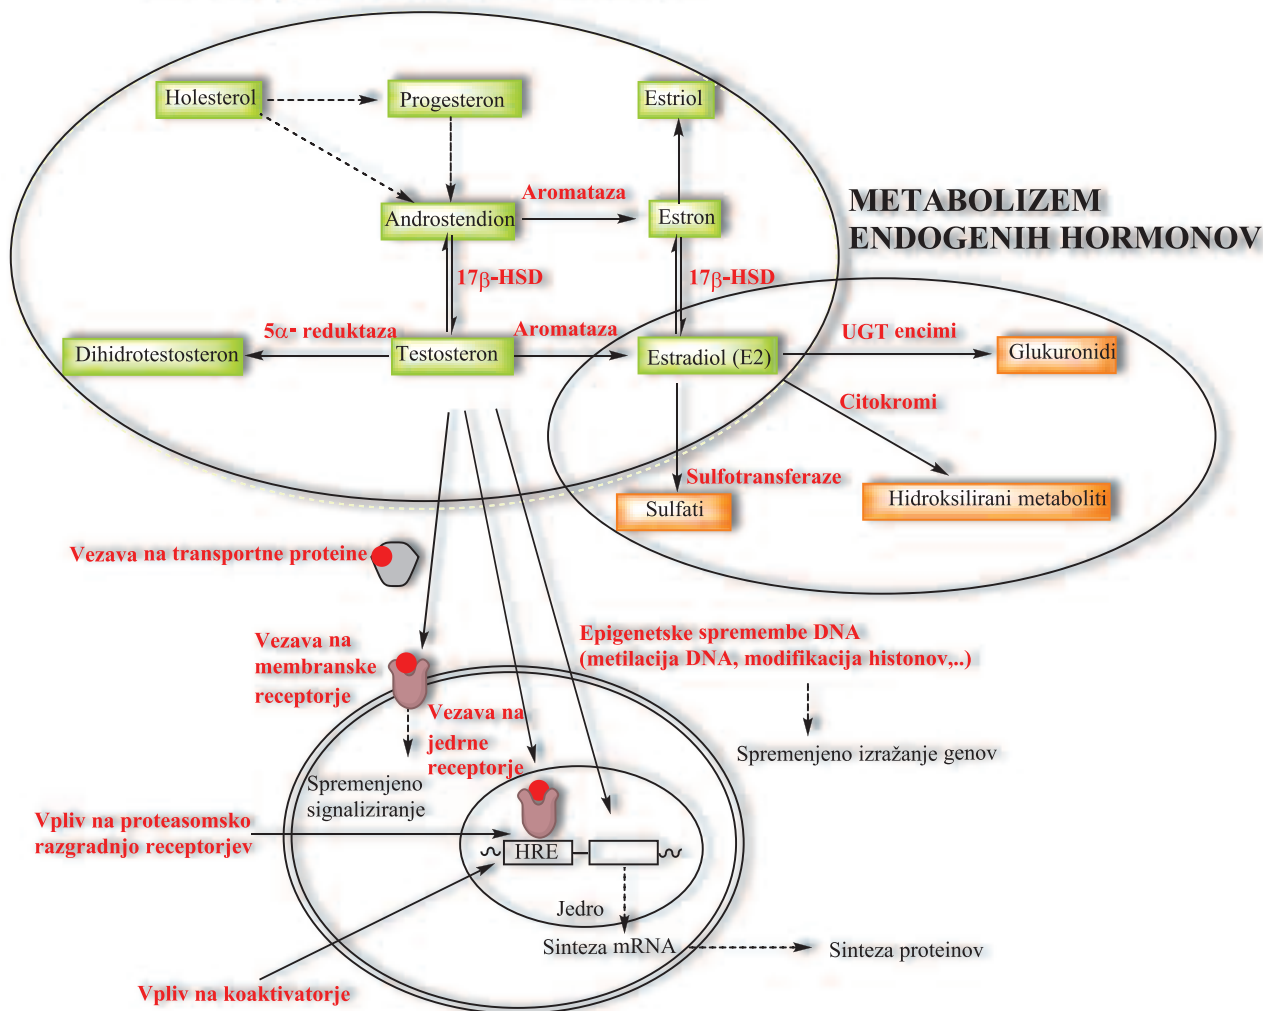 Holesterol
Progesteron
Estriol
Aromataza
Androstendion
Estron
METABOLIZEM
ENDOGENIH HORMONOV
17β-HSD
17β-HSD
5α- reduktaza
Aromataza
UGT encimi
Dihidrotestosteron
Testosteron
Estradiol (E2)
Glukuronidi
Citokromi
Sulfotransferaze
Sulfati
Hidroksilirani metaboliti
Vezava na transportne proteine
Vezava na
membranske
receptorje
Epigenetske spremembe DNA
(metilacija DNA, modifikacija histonov,..)
Vezava na
jedrne
receptorje
Spremenjeno izražanje genov
Spremenjeno
signaliziranje
Vpliv na proteasomsko
razgradnjo receptorjev
HRE
Jedro
Sinteza mRNA
Sinteza proteinov
Vpliv na koaktivatorje